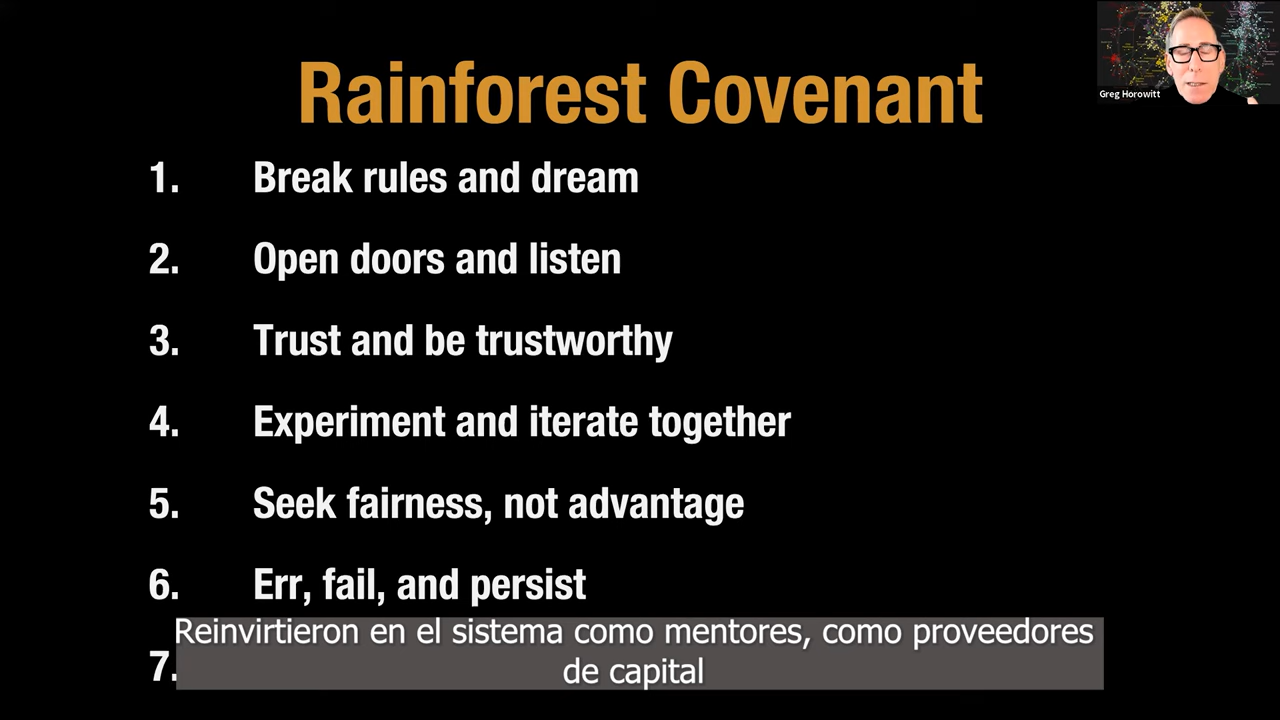 Rainforest Covenant
Greg Horowitt
1. Break rules and dream
2. Open doors and listen
3. Trust and be trustworthy
4. Experiment and iterate together
5. Seek fairness, not advantage
6. Err, fail, and persist
7.
Reinvirtieron en el sistema como mentores, como proveedores
de capital